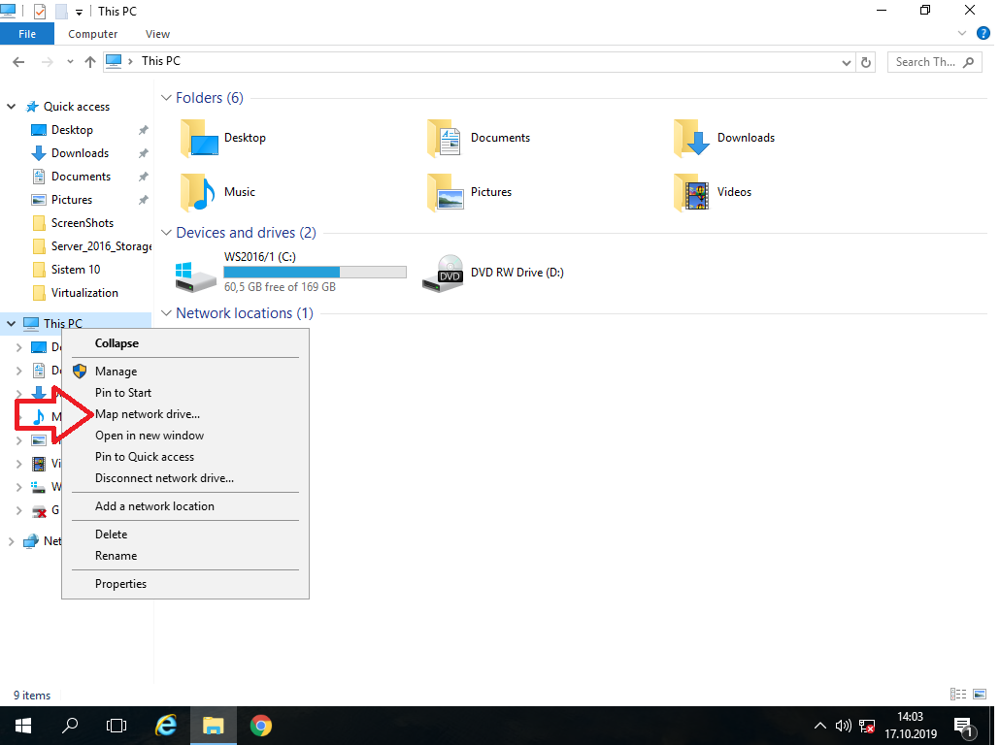 This PC
File Computer View
This PC Search Th...
Quick access
Desktop
Downloads
Documents
Pictures
ScreenShots
Server_2016_Storage
Sistem 10
Virtualization
This PC
Folders (6)
Desktop Documents Downloads
Music Pictures Videos
Devices and drives (2)
WS2016/1 (C:)
60,5 GB free of 169 GB
DVD
DVD RW Drive (D:)
Network locations (1)
Collapse
Manage
Pin to Start
Map network drive...
Open in new window
Pin to Quick access
Disconnect network drive...
Add a network location
Delete
Rename
Properties
9 items
14:03
17.10.2019
1